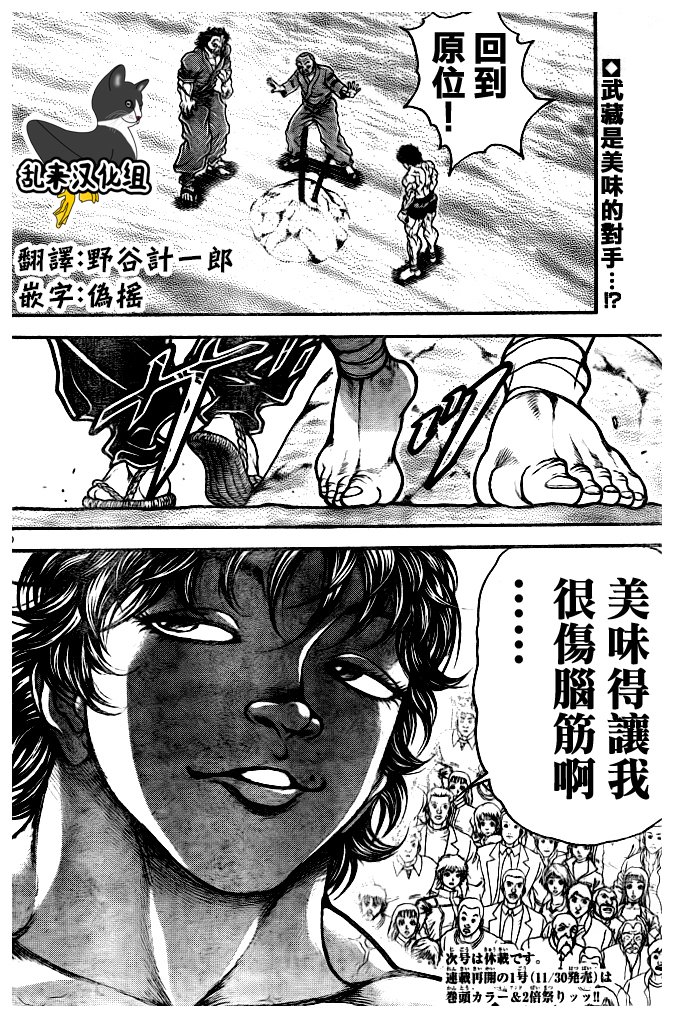 ◆武藏是美味的對手…!?
回到
原位！
乱来汉化组
翻譯:野谷計一郎
嵌字:偽摇
美味得讓我
很傷腦筋啊
……
次号は休載です。
連載再開の1号(11/30発売)は
巻頭カラー&2倍祭りッッ!!